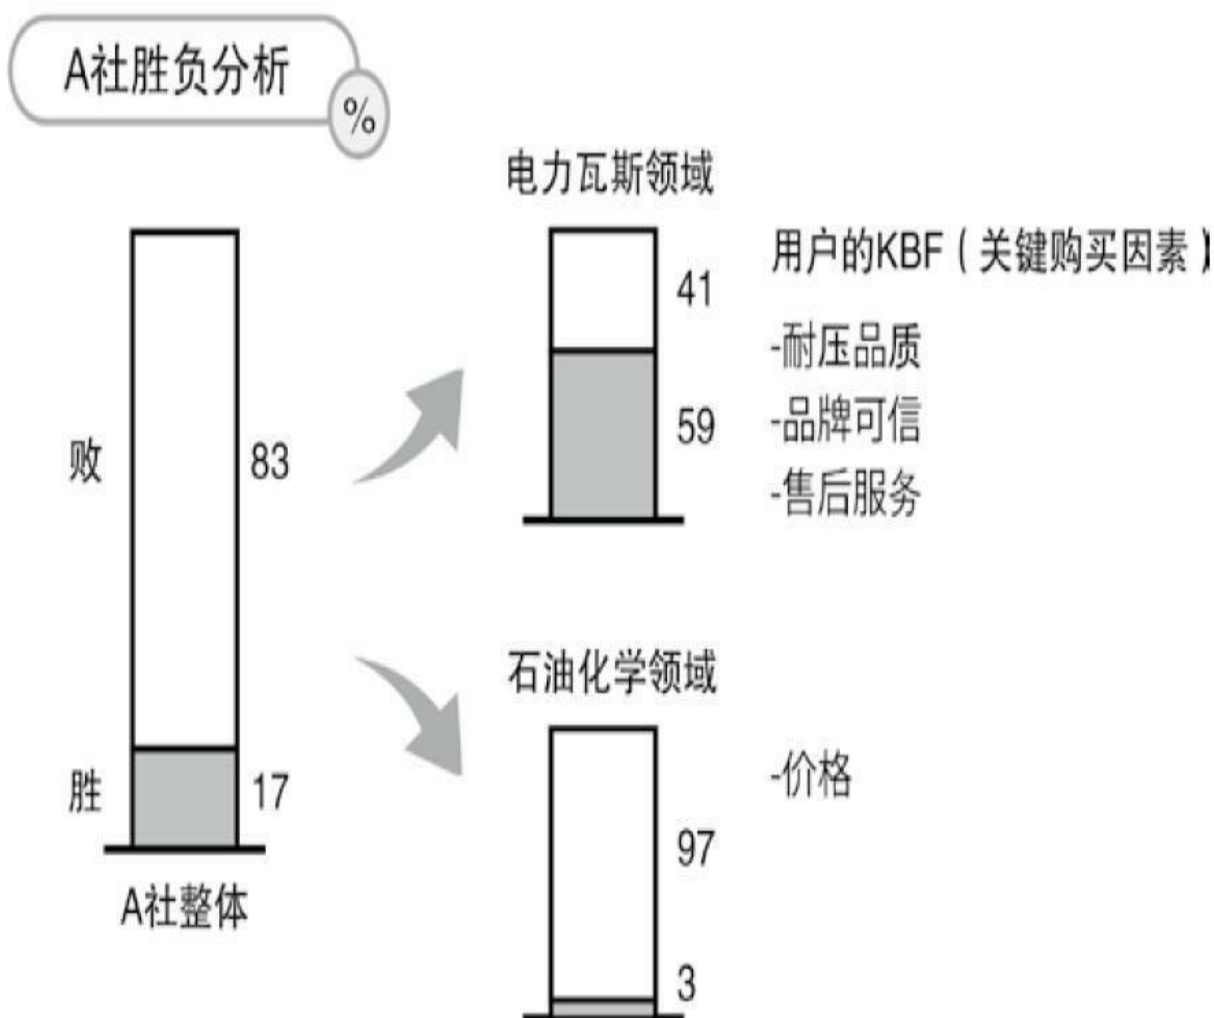 A社胜负分析
%
电力瓦斯领域
41
59
用户的KBF（关键购买因素）
-耐压品质
-品牌可信
-售后服务
败
83
胜
17
A社整体
石油化学领域
97
3
-价格